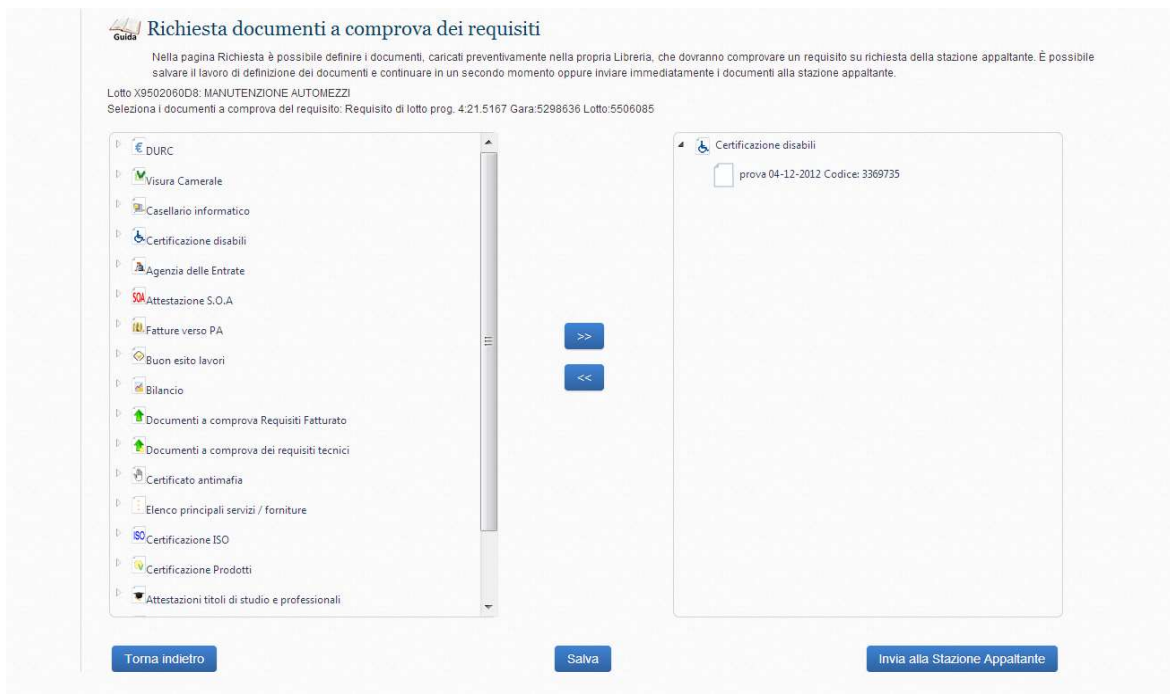 Richiesta documenti a comprova dei requisiti
Guida
Nella pagina Richiesta è possibile definire i documenti, caricati preventivamente nella propria Libreria, che dovranno comprovare un requisito su richiesta della stazione appaltante. È possibile
salvare il lavoro di definizione dei documenti e continuare in un secondo momento oppure inviare immediatamente i documenti alla stazione appaltante.
Lotto X9502060D8: MANUTENZIONE AUTOMEZZI
Seleziona i documenti a comprova del requisito: Requisito di lotto prog. 4:21.5167 Gara:5298636 Lotto:5506085
€ DURC
Visura Camerale
Casellario informatico
Certificazione disabili
Agenzia delle Entrate
SOA Attestazione S.O.A
Fatture verso PA
Buon esito lavori
Bilancio
Documenti a comprova Requisiti Fatturato
Documenti a comprova dei requisiti tecnici
Certificato antimafia
Elenco principali servizi / forniture
ISO Certificazione ISO
Certificazione Prodotti
Attestazioni titoli di studio e professionali
>>
<<
Certificazione disabili
prova 04-12-2012 Codice: 3369735
Torna indietro
Salva
Invia alla Stazione Appaltante